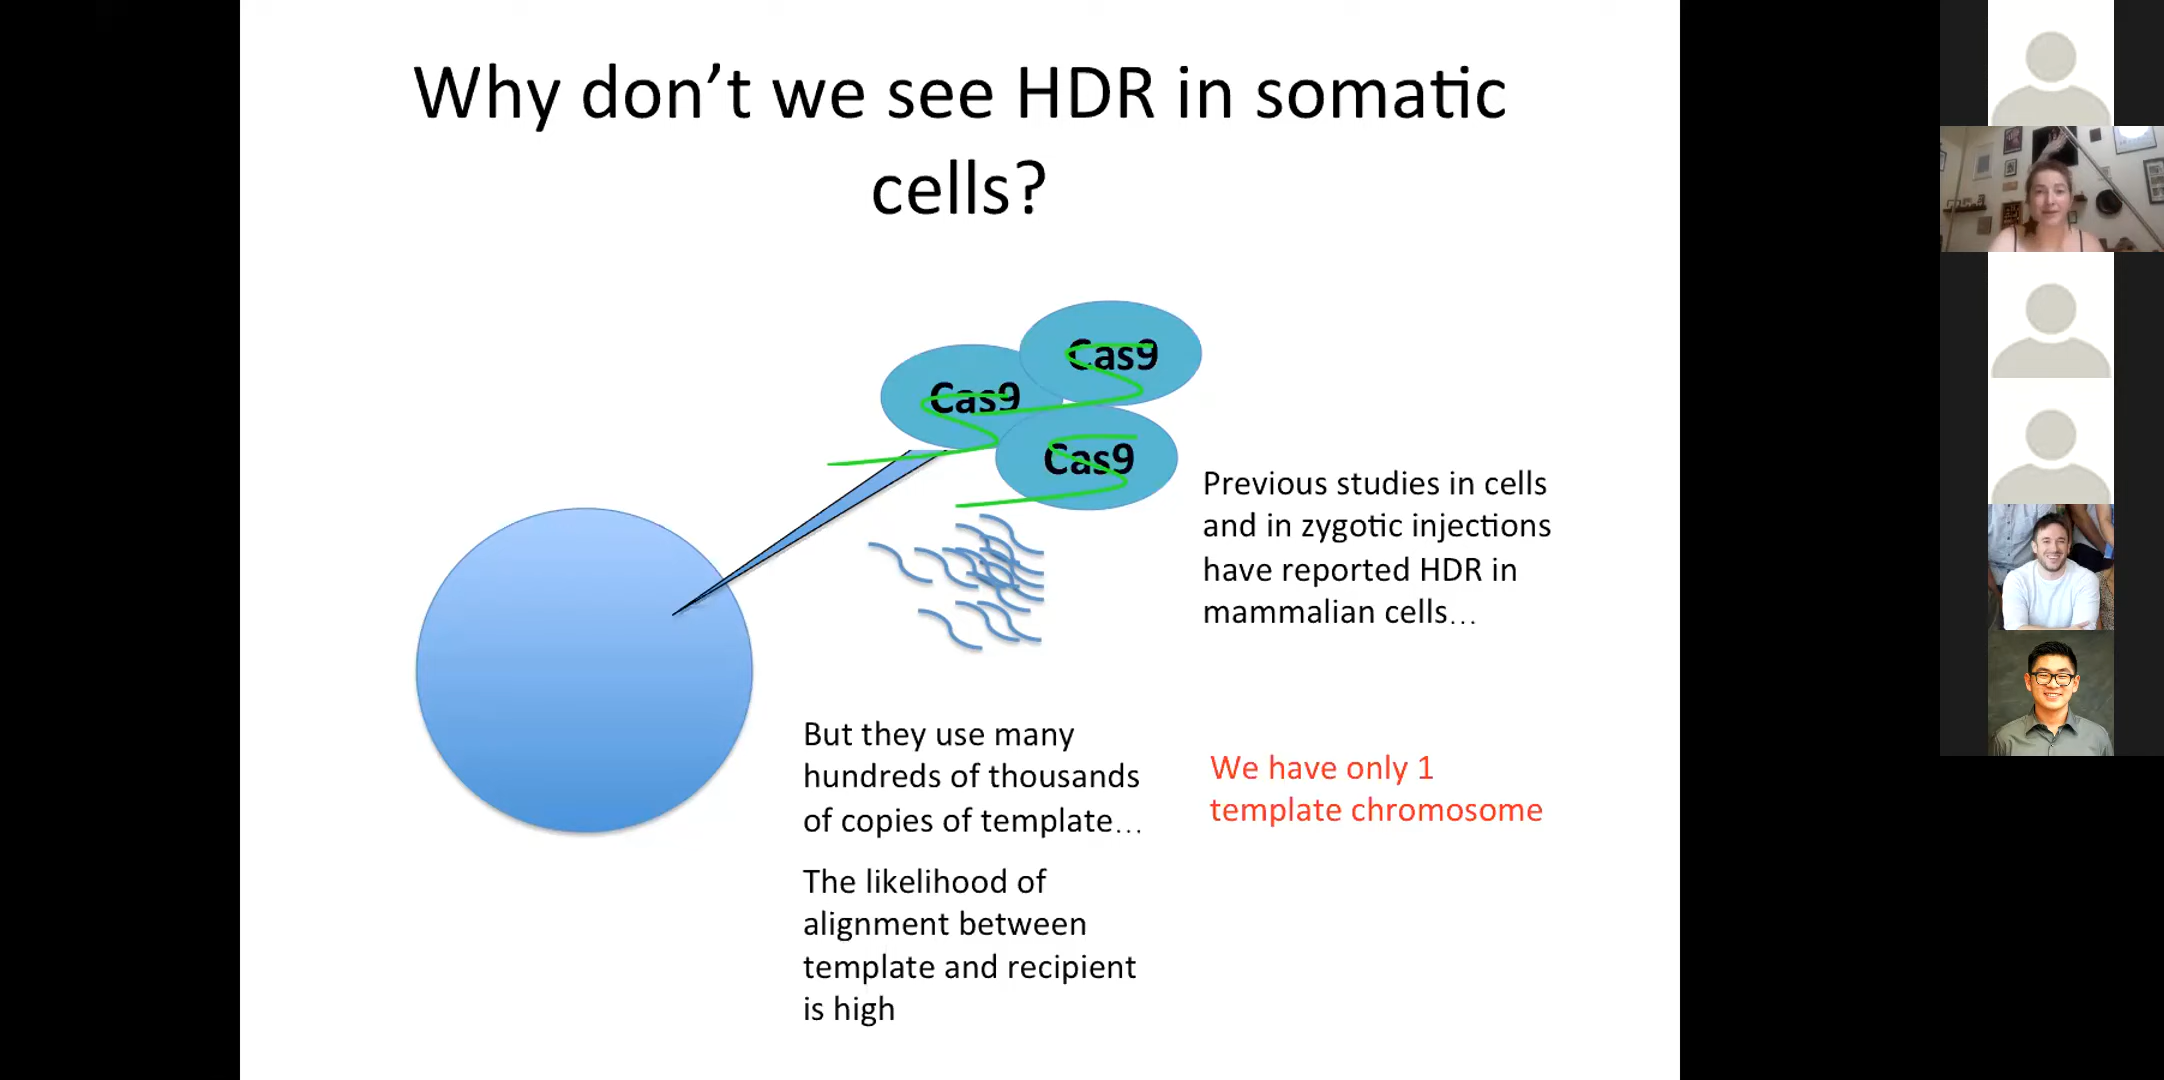 Why don’t we see HDR in somatic
cells?
Cas9
Cas9
Cas9
Previous studies in cells
and in zygotic injections
have reported HDR in
mammalian cells…
But they use many
hundreds of thousands
of copies of template…
We have only 1
template chromosome
The likelihood of
alignment between
template and recipient
is high